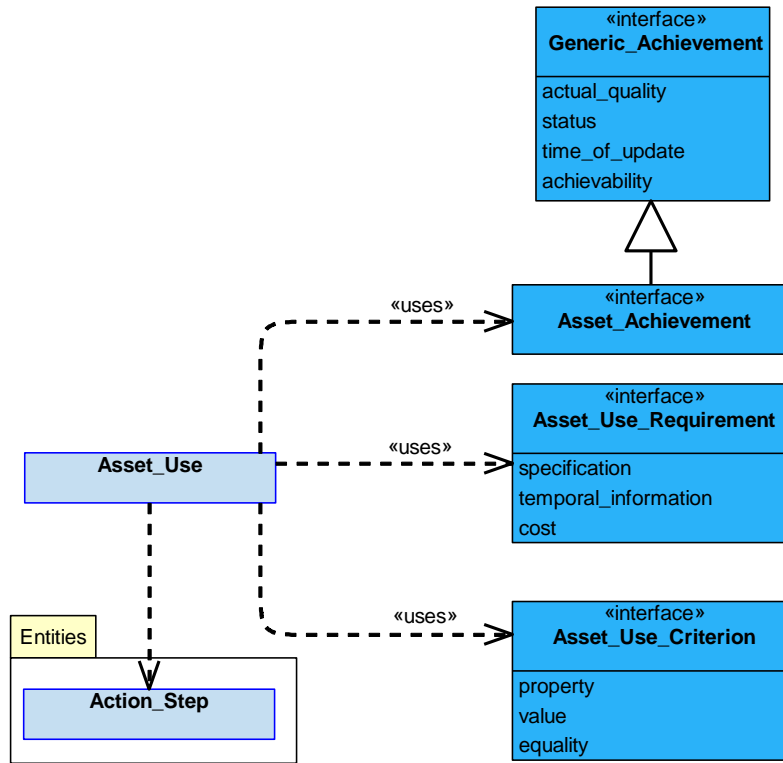 «interface»
Generic_Achievement
actual_quality
status
time_of_update
achievability
«uses»
«interface»
Asset_Achievement
Asset_Use
«uses»
«interface»
Asset_Use_Requirement
specification
temporal_information
cost
«uses»
«interface»
Asset_Use_Criterion
property
value
equality
Entities
Action_Step